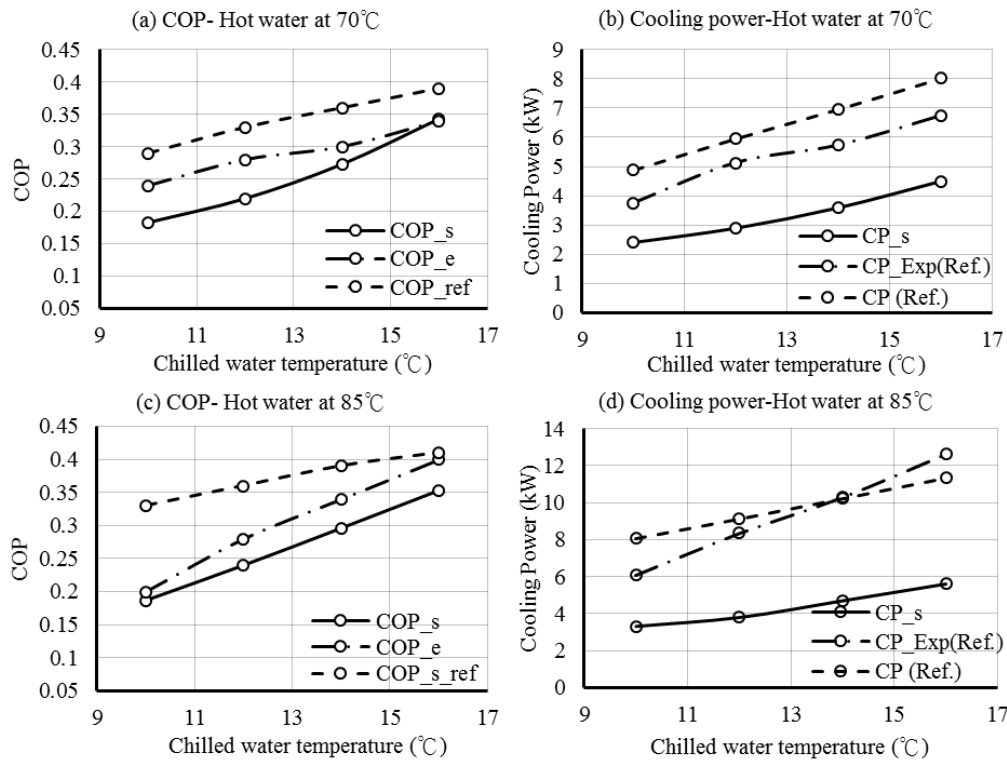 (a) COP- Hot water at 70℃
0.45
0.4
0.35
0.3
0.25
0.2
0.15
0.1
0.05
COP
COP_s
COP_e
COP_ref
9 11 13 15 17
Chilled water temperature (℃)
(b) Cooling power-Hot water at 70℃
9
8
7
6
5
4
3
2
1
0
Cooling Power (kW)
CP_s
CP_Exp(Ref.)
CP (Ref.)
9 11 13 15 17
Chilled water temperature (℃)
(c) COP- Hot water at 85℃
0.45
0.4
0.35
0.3
0.25
0.2
0.15
0.1
0.05
COP
COP_s
COP_e
COP_s_ref
9 11 13 15 17
Chilled water temperature (℃)
(d) Cooling power-Hot water at 85℃
14
12
10
8
6
4
2
0
Cooling Power (kW)
CP_s
CP_Exp(Ref.)
CP (Ref.)
9 11 13 15 17
Chilled water temperature (℃)